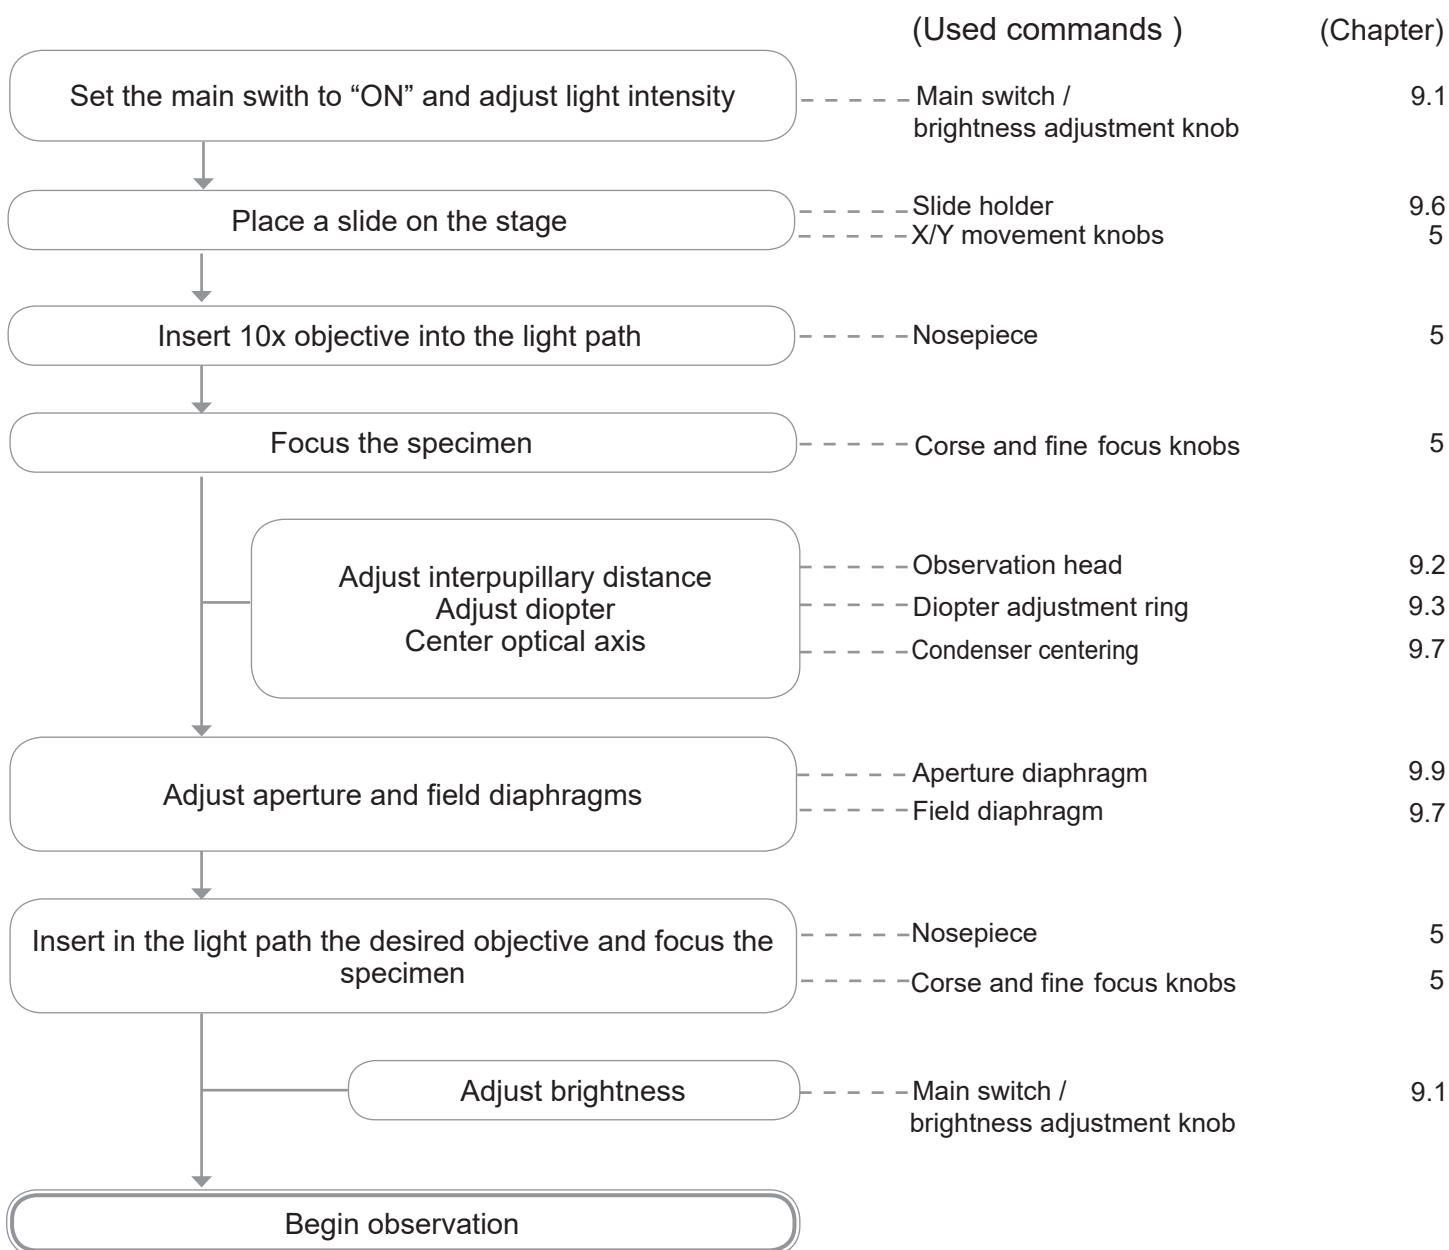 (Used commands ) (Chapter)
Set the main swith to “ON” and adjust light intensity
Main switch /
brightness adjustment knob
9.1
Place a slide on the stage
Slide holder 9.6
X/Y movement knobs 5
Insert 10x objective into the light path
Nosepiece 5
Focus the specimen
Corse and fine focus knobs 5
Adjust interpupillary distance
Adjust diopter
Center optical axis
Observation head 9.2
Diopter adjustment ring 9.3
Condenser centering 9.7
Adjust aperture and field diaphragms
Aperture diaphragm 9.9
Field diaphragm 9.7
Insert in the light path the desired objective and focus the
specimen
Nosepiece 5
Corse and fine focus knobs 5
Adjust brightness
Main switch /
brightness adjustment knob
9.1
Begin observation